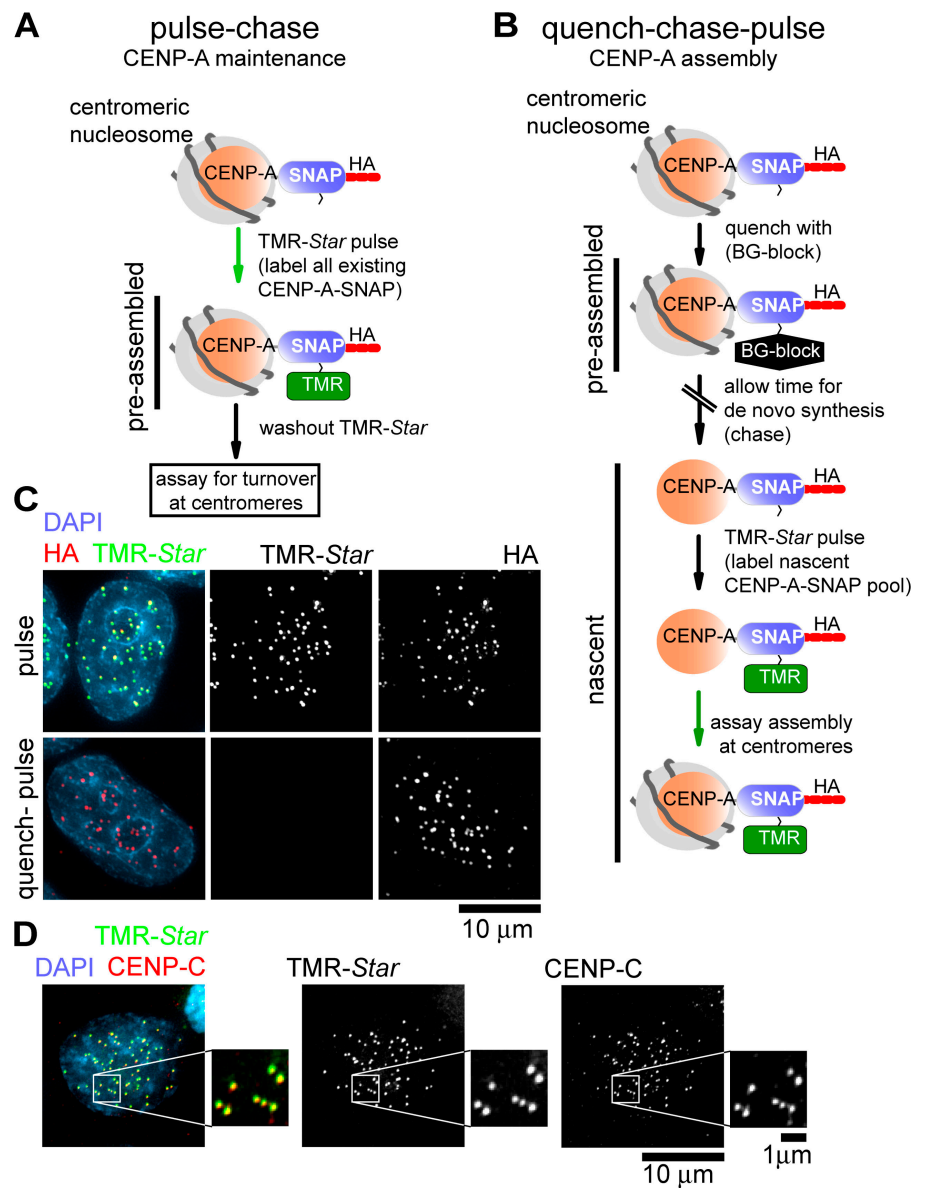 A
pulse-chase
CENP-A maintenance
centromeric
nucleosome
CENP-A
SNAP
HA
TMR-Star pulse
(label all existing
CENP-A-SNAP)
pre-assembled
CENP-A
SNAP
HA
TMR
washout TMR-Star
assay for turnover
at centromeres
B
quench-chase-pulse
CENP-A assembly
centromeric
nucleosome
CENP-A
SNAP
HA
quench with
(BG-block)
pre-assembled
CENP-A
SNAP
HA
BG-block
allow time for
de novo synthesis
(chase)
nascent
CENP-A
SNAP
HA
TMR-Star pulse
(label nascent
CENP-A-SNAP pool)
CENP-A
SNAP
HA
TMR
assay assembly
at centromeres
CENP-A
SNAP
HA
TMR
C
DAPI
HA TMR-Star
TMR-Star
HA
pulse
quench- pulse
10 μm
D
TMR-Star
DAPI CENP-C
TMR-Star
CENP-C
10 μm
1μm